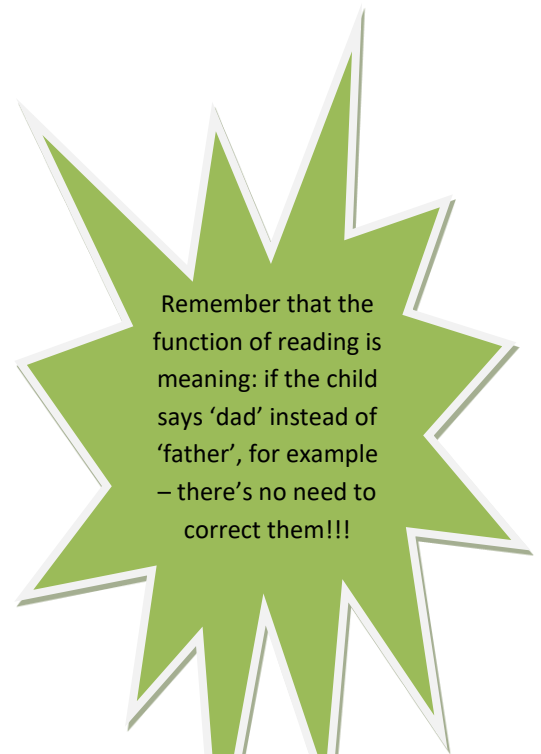 Remember that the
function of reading is
meaning: if the child
says ‘dad’ instead of
‘father’, for example
– there’s no need to
correct them!!!